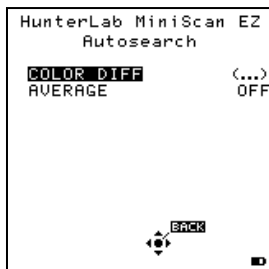 HunterLab MiniScan EZ
Autosearch
COLOR DIFF (...)
AVERAGE OFF
BACK